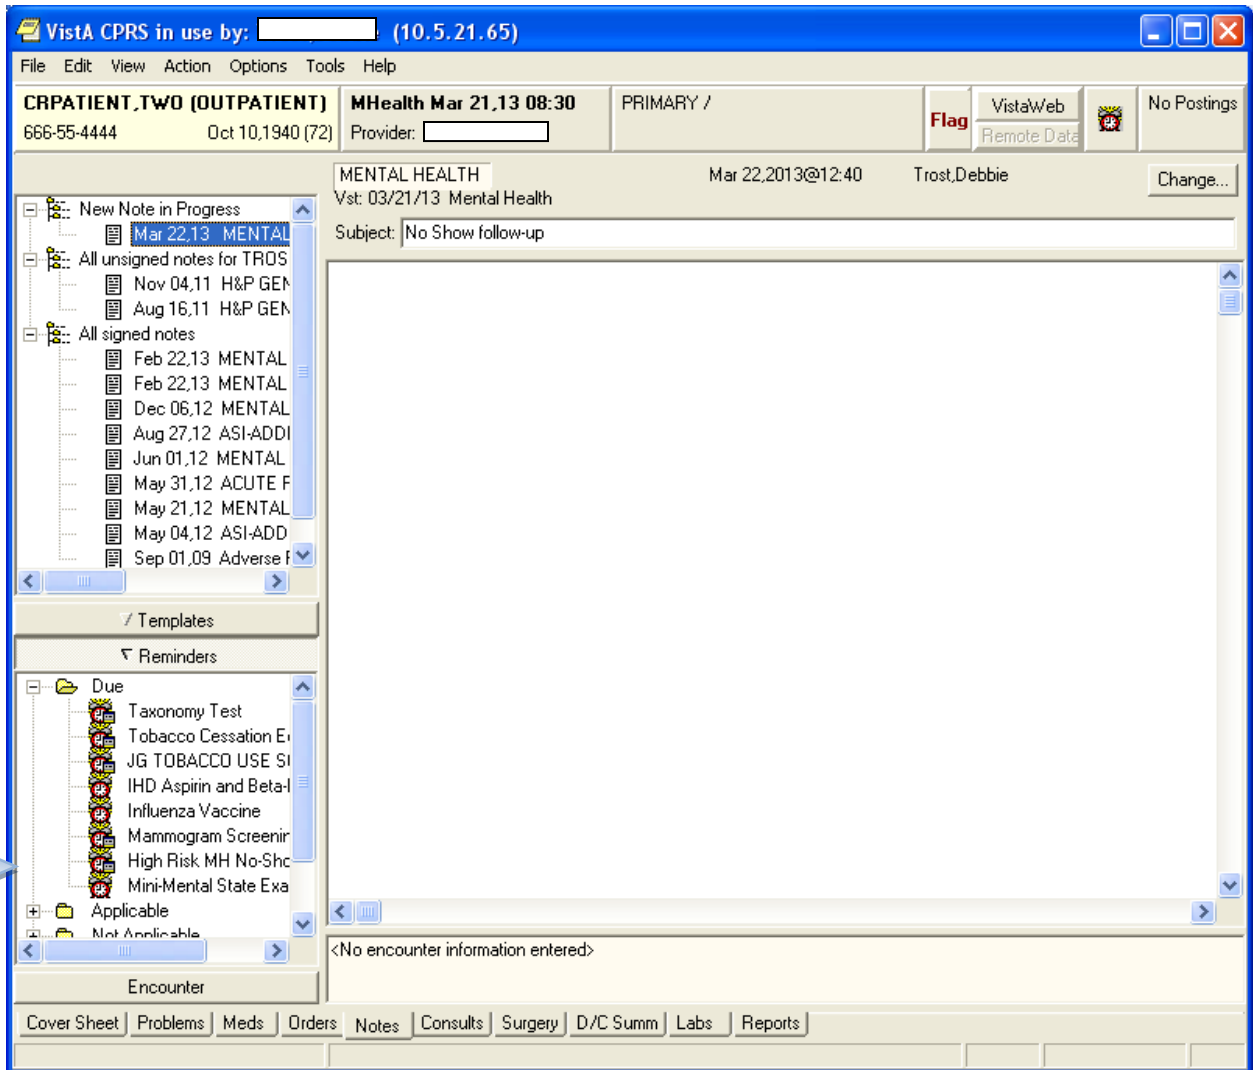 VistA CPRS in use by: (10.5.21.65)
File Edit View Action Options Tools Help
CRPATIENT,TWO (OUTPATIENT) MHealth Mar 21,13 08:30 PRIMARY / Flag VistaWeb No Postings
666-55-4444 Oct 10,1940 (72) Provider: Remote Data
MENTAL HEALTH Mar 22,2013@12:40 Trost,Debbie Change...
Vst: 03/21/13 Mental Health
Subject: No Show follow-up
New Note in Progress
Mar 22,13 MENTAL
All unsigned notes for TROS
Nov 04,11 H&P GEN
Aug 16,11 H&P GEN
All signed notes
Feb 22,13 MENTAL
Feb 22,13 MENTAL
Dec 06,12 MENTAL
Aug 27,12 ASI-ADDI
Jun 01,12 MENTAL
May 31,12 ACUTE F
May 21,12 MENTAL
May 04,12 ASI-ADD
Sep 01,09 Adverse
Templates
Reminders
Due
Taxonomy Test
Tobacco Cessation
JG TOBACCO USE
IHD Aspirin and Beta-
Influenza Vaccine
Mammogram Screenin
High Risk MH No-Sho
Mini-Mental State Exa
Applicable
Not Applicable
<No encounter information entered>
Encounter
Cover Sheet Problems Meds Orders Notes Consults Surgery D/C Summ Labs Reports